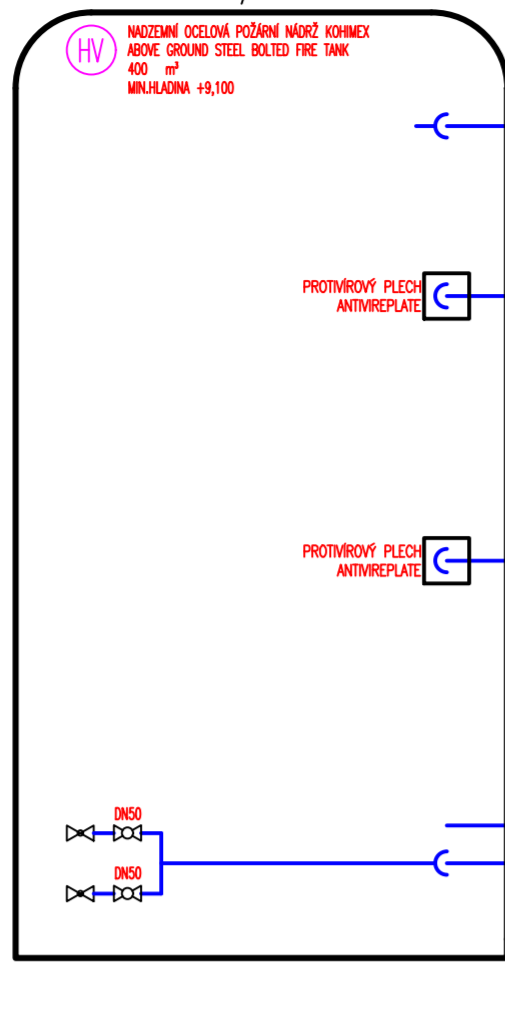 HV
NADZEMNÍ OCELOVÁ POŽÁRNÍ NÁDRŽ KOHIMEX
ABOVE GROUND STEEL BOLTED FIRE TANK
400 m³
MIN.HLADINA +9,100
PROTIVÍROVÝ PLECH
ANTIVIREPLATE
PROTIVÍROVÝ PLECH
ANTIVIREPLATE
DN50
DN50